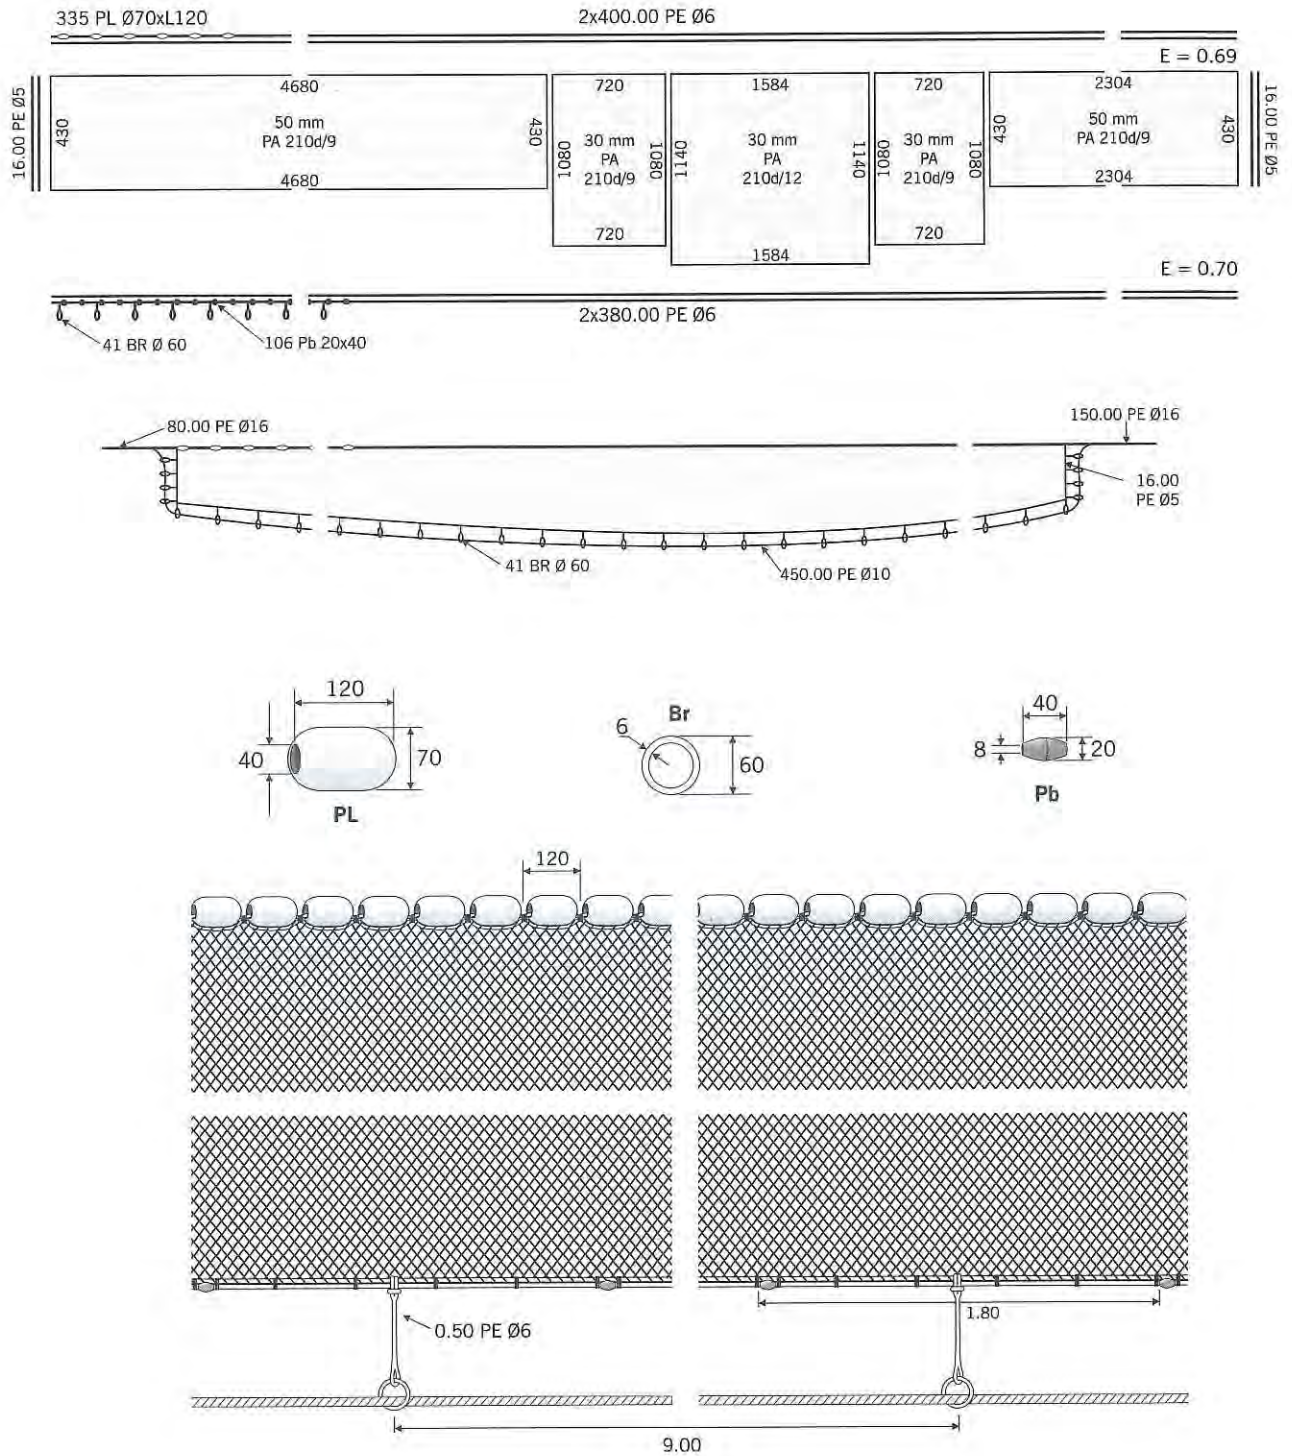 335 PL Ø70xL120
2x400.00 PE Ø6
E = 0.69
16.00 PE Ø5
4680
720
1584
720
2304
16.00 PE Ø5
430
50 mm
PA 210d/9
430
1080
30 mm
PA
210d/9
1080
1140
30 mm
PA
210d/12
1140
1080
30 mm
PA
210d/9
1080
430
50 mm
PA 210d/9
430
4680
2304
720
720
1584
E = 0.70
2x380.00 PE Ø6
41 BR Ø 60
106 Pb 20x40
80.00 PE Ø16
150.00 PE Ø16
16.00
PE Ø5
41 BR Ø 60
450.00 PE Ø10
120
40
70
PL
Br
6
60
40
8
20
Pb
120
1.80
0.50 PE Ø6
9.00